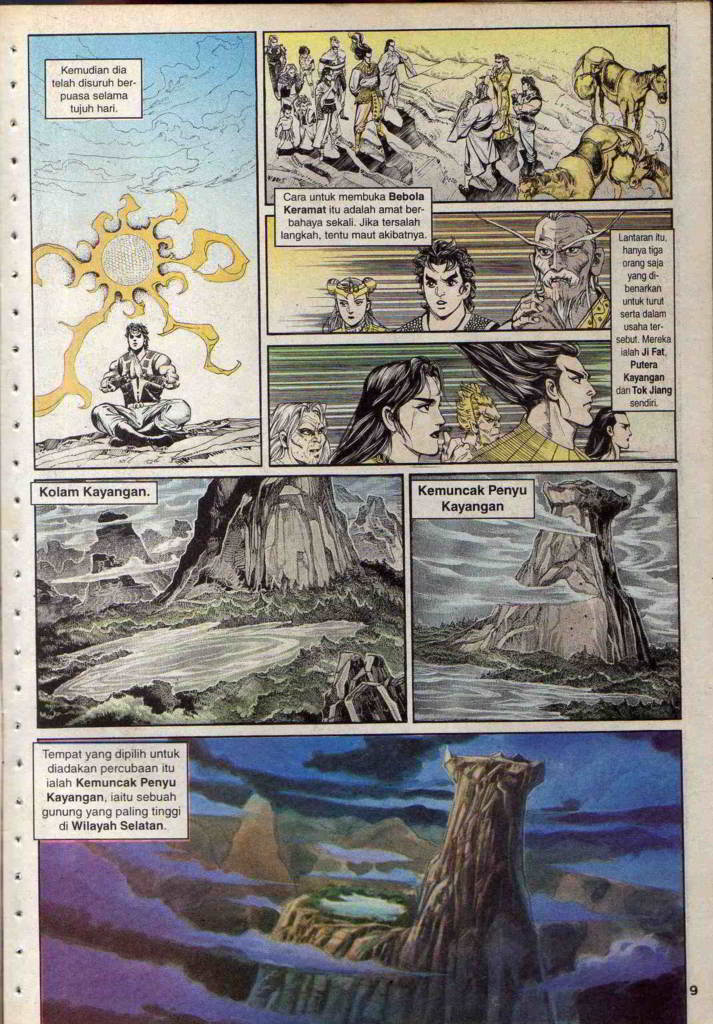 Kemudian dia
telah disuruh ber-
puasa selama
tujuh hari.
Cara untuk membuka Bebola
Keramat itu adalah amat ber-
bahaya sekali. Jika tersalah
langkah, tentu maut akibatnya.
Lantaran itu,
hanya tiga
orang saja
yang di-
benarkan
untuk turut
serta dalam
usaha ter-
sebut. Mereka
ialah Ji Fat,
Putera
Kayangan
dan Tok Jiang
sendiri.
Kolam Kayangan.
Kemuncak Penyu
Kayangan
Tempat yang dipilih untuk
diadakan percubaan itu
ialah Kemuncak Penyu
Kayangan, iaitu sebuah
gunung yang paling tinggi
di Wilayah Selatan.
9